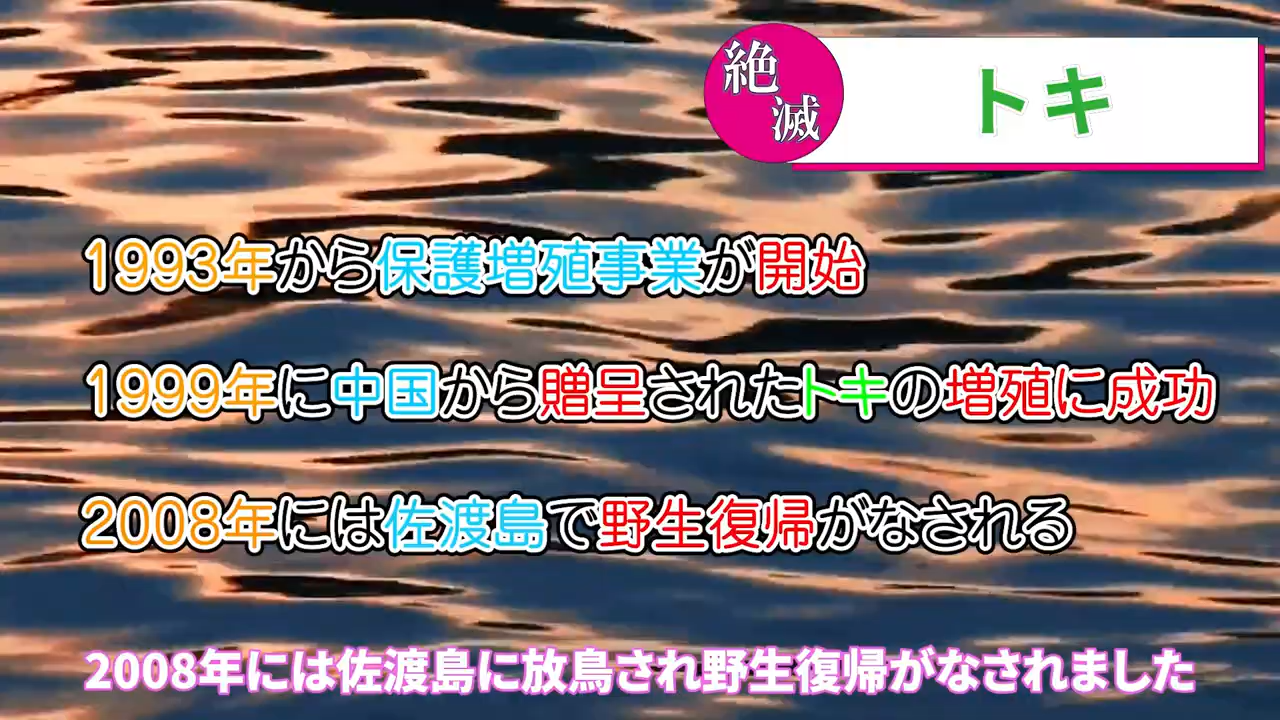 絶滅
トキ
1993年から保護増殖事業が開始
1999年に中国から贈呈されたトキの増殖に成功
2008年には佐渡島で野生復帰がなされる
2008年には佐渡島に放鳥され野生復帰がなされました